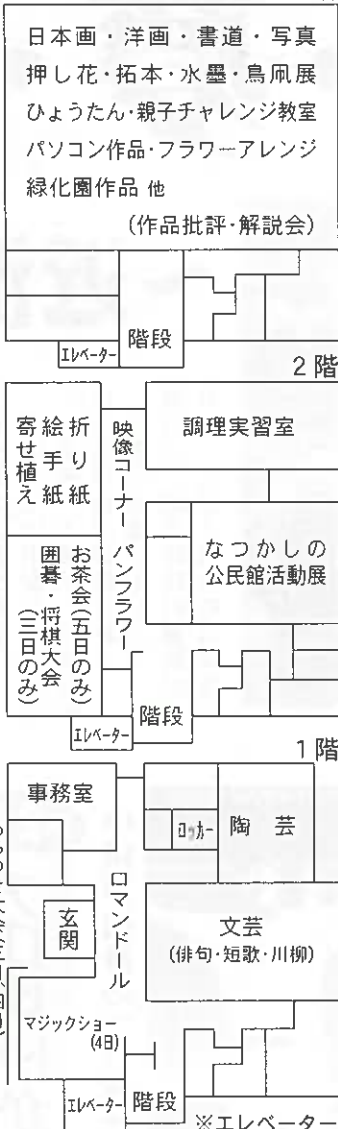 日本画・洋画・書道・写真
押し花・拓本・水墨・鳥凧展
ひょうたん・親子チャレンジ教室
パソコン作品・フラワーアレンジ
緑化園作品 他
(作品批評・解説会)
階段
エレベーター
2階
折り紙
絵手紙
寄せ植え
映像コーナー
パンフラワー
調理実習室
なつかしの
公民館活動展
お茶会(五日のみ)
囲碁・将棋大会
(三日のみ)
階段
エレベーター
1階
事務室
ロッカー
陶芸
ロマンドール
玄関
文芸
(俳句・短歌・川柳)
マジックショー
(4日)
エレベーター
階段
※エレベーター